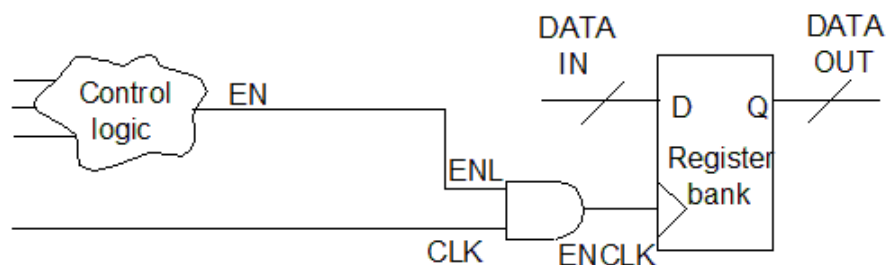 DATA
IN
DATA
OUT
Control
logic
EN
D
Q
Register
bank
ENL
CLK
ENCLK